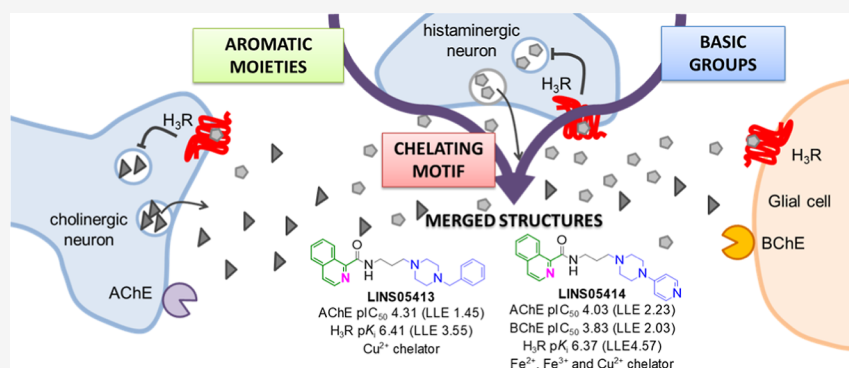 AROMATIC
MOIETIES
histaminergic
neuron
H₃R
BASIC
GROUPS
H₃R
CHELATING
MOTIF
H₃R
cholinergic
neuron
Glial cell
BChE
MERGED STRUCTURES
AChE
O
N
H
N
N
N
LINS05413
AChE pIC₅₀ 4.31 (LLE 1.45)
H₃R pKᵢ 6.41 (LLE 3.55)
Cu²⁺ chelator
O
N
H
N
N
N
N
LINS05414
AChE pIC₅₀ 4.03 (LLE 2.23)
BChE pIC₅₀ 3.83 (LLE 2.03)
H₃R pKᵢ 6.37 (LLE4.57)
Fe²⁺, Fe³⁺ and Cu²⁺ chelator